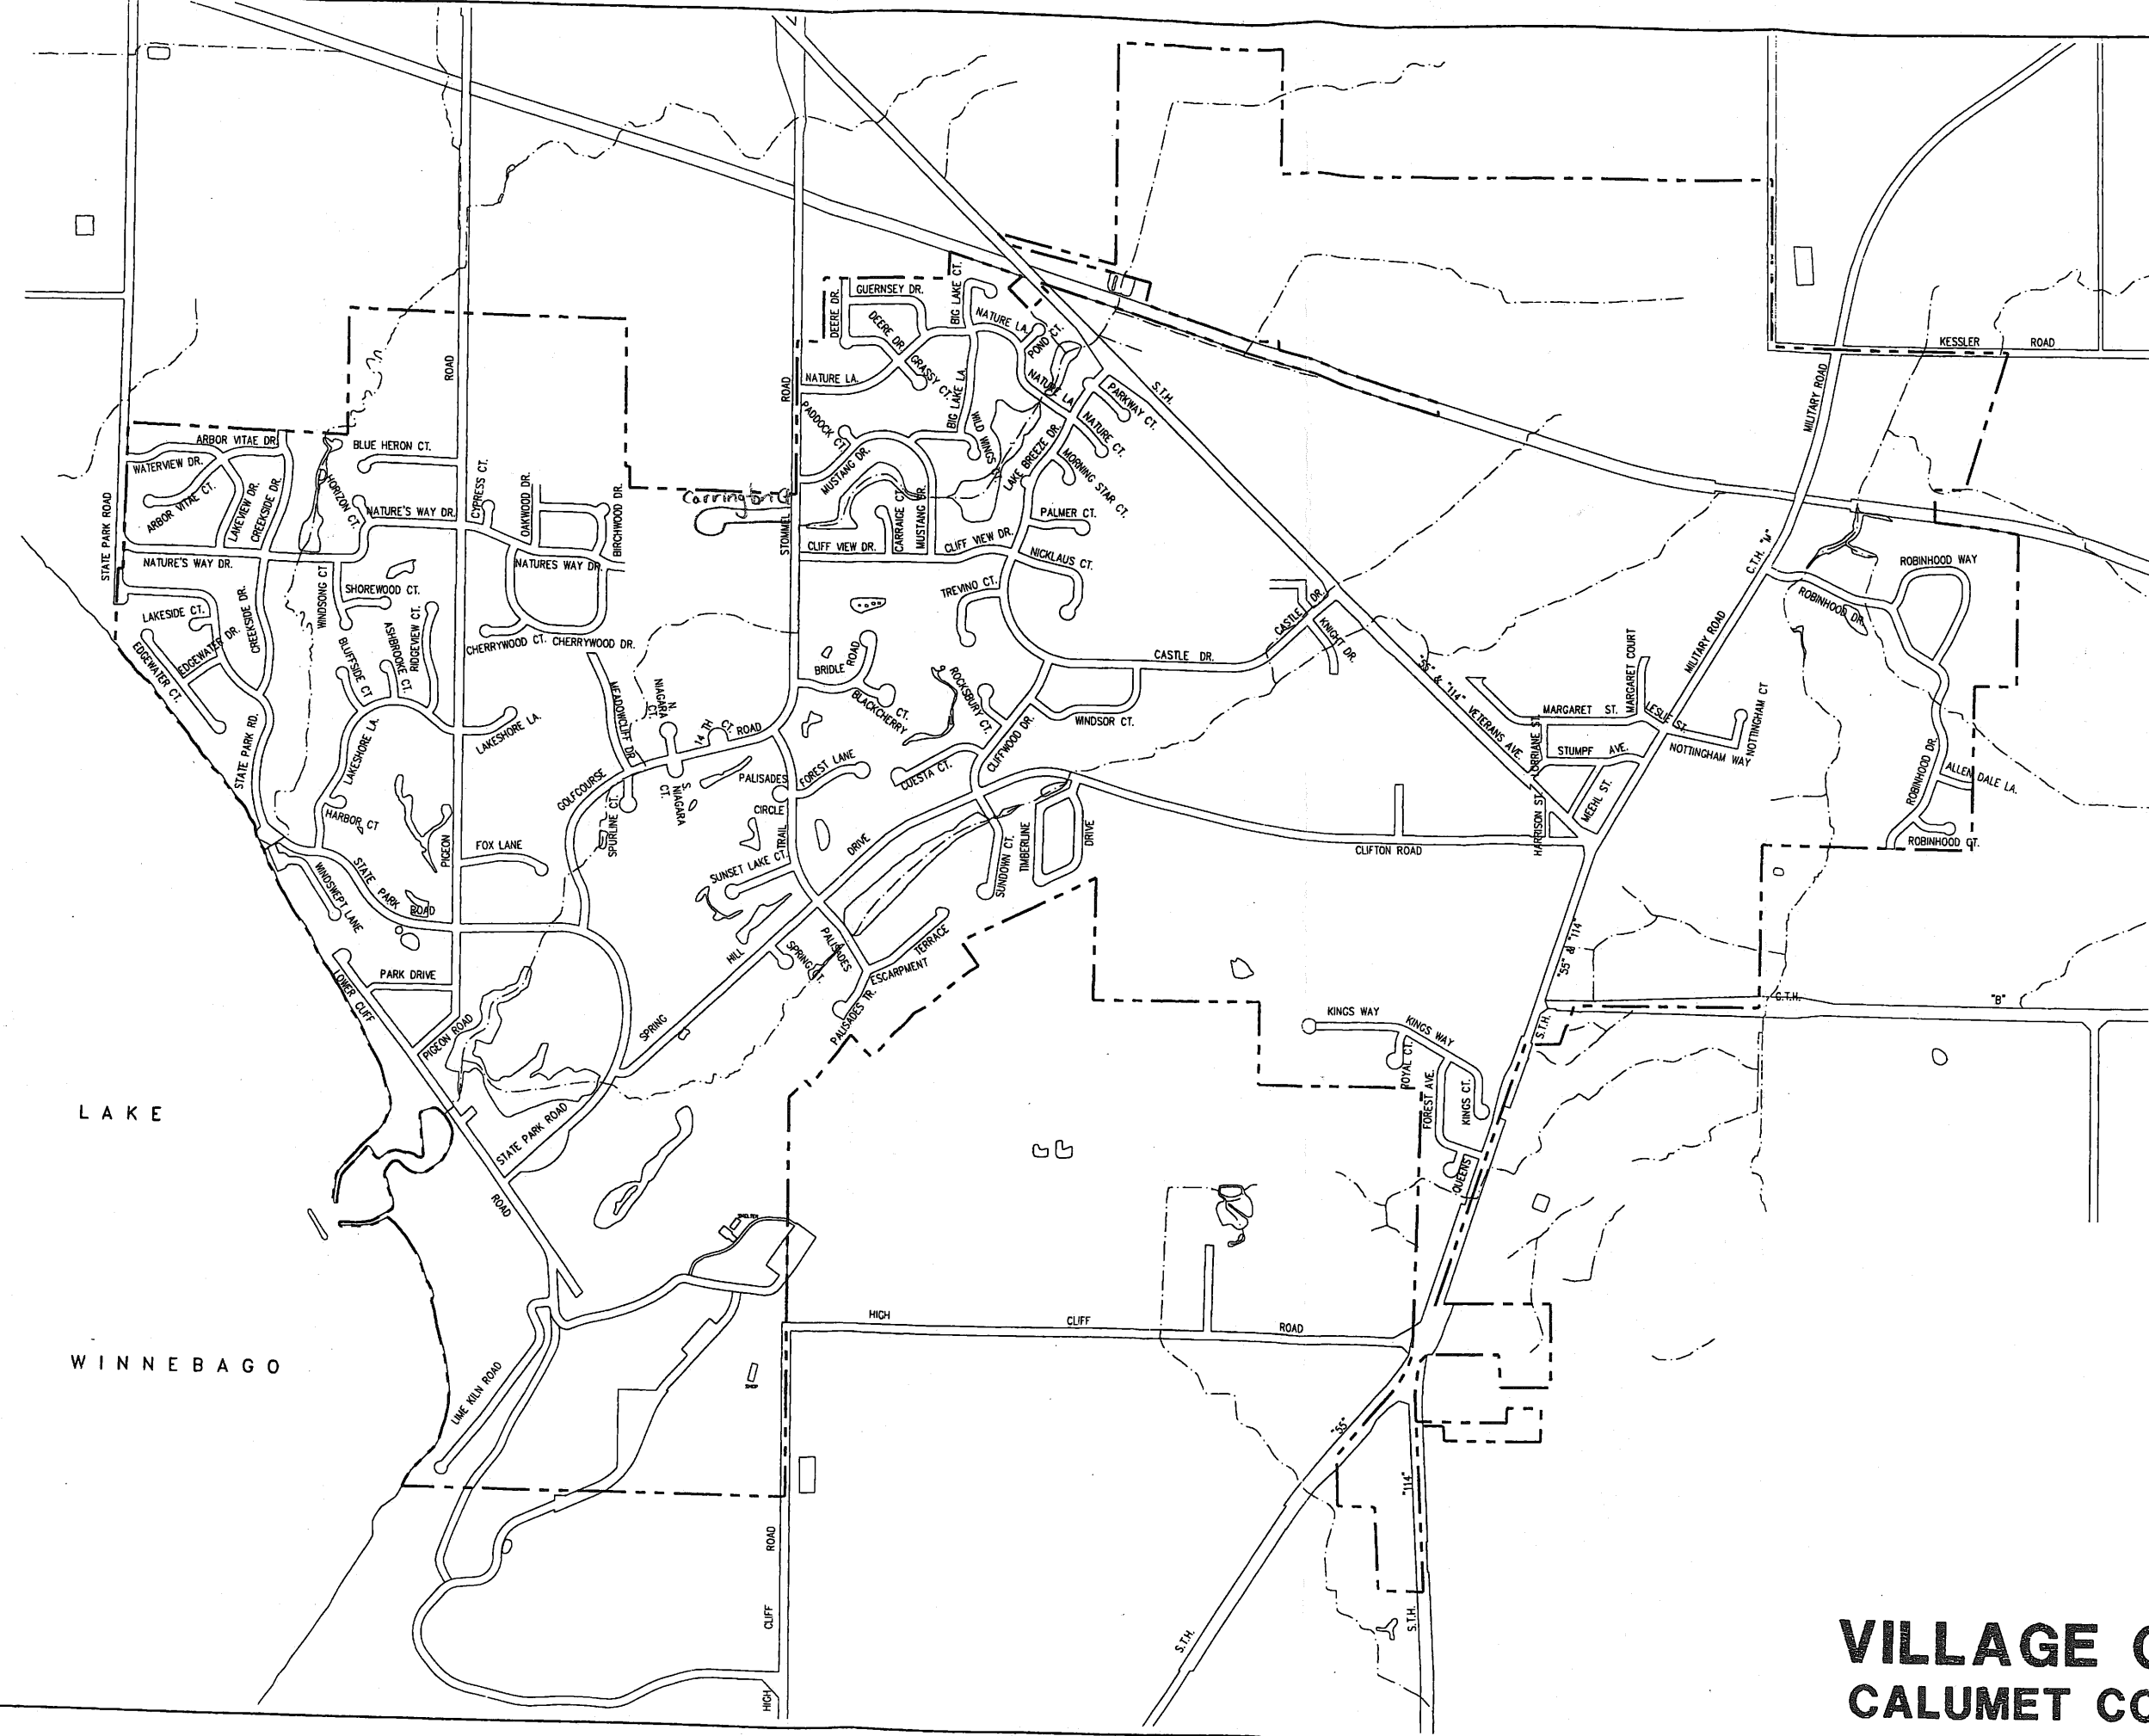 GUERNSEY DR.
DEERE DR.
BIG LAKE CT.
DEERE DR.
NATURE LA.
POND CT.
GRASSY CT.
ROAD
ROAD
NATURE LA.
NATURE LA.
BIG LAKE LA.
PARKWAY CT.
S.T.H.
KESSLER ROAD
MILITARY ROAD
PADDOCK CT.
WILD WINGS CT.
NATURE CT.
LAKE BREEZE DR.
MORNING STAR CT.
MUSTANG DR.
ARBOR VITAE DR.
BLUE HERON CT.
WATERVIEW DR.
ARBOR VITAE CT.
LAKEVIEW DR.
CREEKSIDE DR.
HORIZON CT.
NATURE'S WAY DR.
CYPRESS CT.
OAKWOOD DR.
BIRCHWOOD DR.
Carrington Ct
STOMMEL
CARRAIGE CT.
MUSTANG DR.
PALMER CT.
STATE PARK ROAD
NATURE'S WAY DR.
NATURES WAY DR.
CLIFF VIEW DR.
CLIFF VIEW DR.
NICKLAUS CT.
TREVINO CT.
C.T.H. "M"
ROBINHOOD WAY
ROBINHOOD DR.
WINDSONG CT
SHOREWOOD CT.
LAKESIDE CT.
CREEKSIDE DR.
EDGEWATER DR.
EDGEWATER CT.
BLUFFSIDE CT
ASHBROOKE CT.
RIDGEVIEW CT.
CHERRYWOOD CT.
CHERRYWOOD DR.
CASTLE DR.
KNIGHT DR.
CASTLE DR.
MILITARY ROAD
MARGARET COURT
BRIDLE ROAD
BLACKCHERRY CT.
ROCKSBURY CT.
WINDSOR CT.
"55" & "114"
VETERANS AVE.
MARGARET ST.
LESLIE ST.
NOTTINGHAM CT
NOTTINGHAM WAY
LORRIANE ST.
STUMPF AVE.
MEADOWCLIFF DR.
N. NIAGARA CT.
14 TH CT.
ROAD
LAKESHORE LA.
LAKESHORE LA.
STATE PARK RD.
GOLFCOURSE
S. NIAGARA CT.
PALISADES
FOREST LANE
CUESTA CT.
CLIFFWOOD DR.
ROBINHOOD DR.
ALLEN DALE LA.
ROBINHOOD CT.
HARBOR CT
PIGEON
FOX LANE
SPURLINE CT.
CIRCLE
TRAIL
DRIVE
SUNSET LAKE CT.
SUNDOWN CT.
TIMBERLINE
DRIVE
CLIFTON ROAD
HARRISON ST.
MEEHL ST.
WINDSWEPT LANE
STATE PARK ROAD
HILL
SPRING CT.
PALISADES
ESCARPMENT TERRACE
PALISADES TR.
"55" & "114"
C.T.H. "B"
LOWER CLIFF
PARK DRIVE
PIGEON ROAD
SPRING
KINGS WAY
KINGS WAY
S.T.H.
ROYAL CT.
FOREST AVE.
KINGS CT.
QUEENS
LAKE
STATE PARK ROAD
ROAD
SHELTER
HIGH CLIFF ROAD
WINNEBAGO
LIME KILN ROAD
SHOP
"55"
"114"
ROAD
CLIFF
HIGH
S.T.H.
S.T.H.
VILLAGE
CALUMET CO